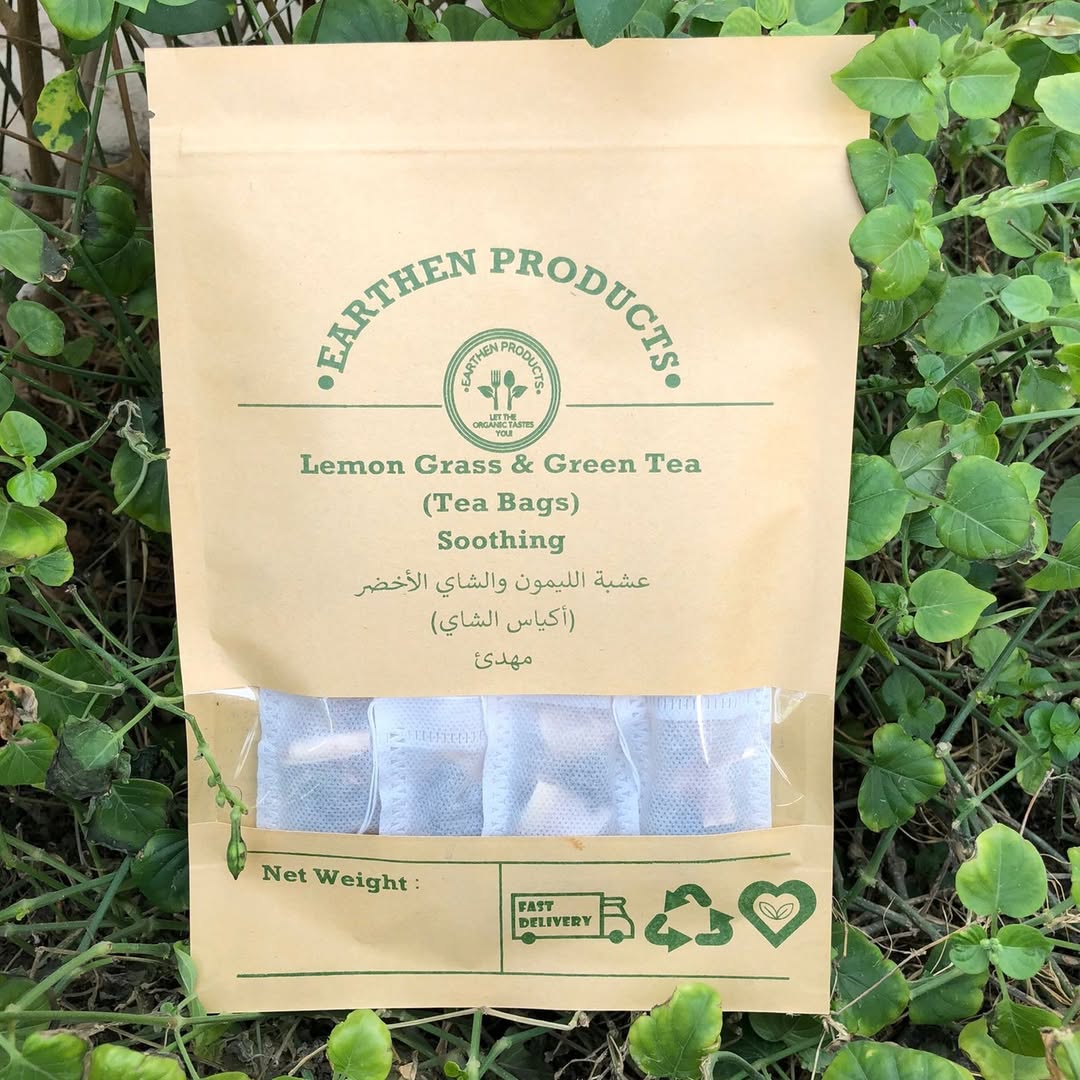 •EARTHEN PRODUCTS•
•EARTHEN PRODUCTS•
LET THE
ORGANIC TASTES
YOU!
Lemon Grass & Green Tea
(Tea Bags)
Soothing
عشبة الليمون والشاي الأخضر
(أكياس الشاي)
مهدئ
Net Weight :
FAST
DELIVERY